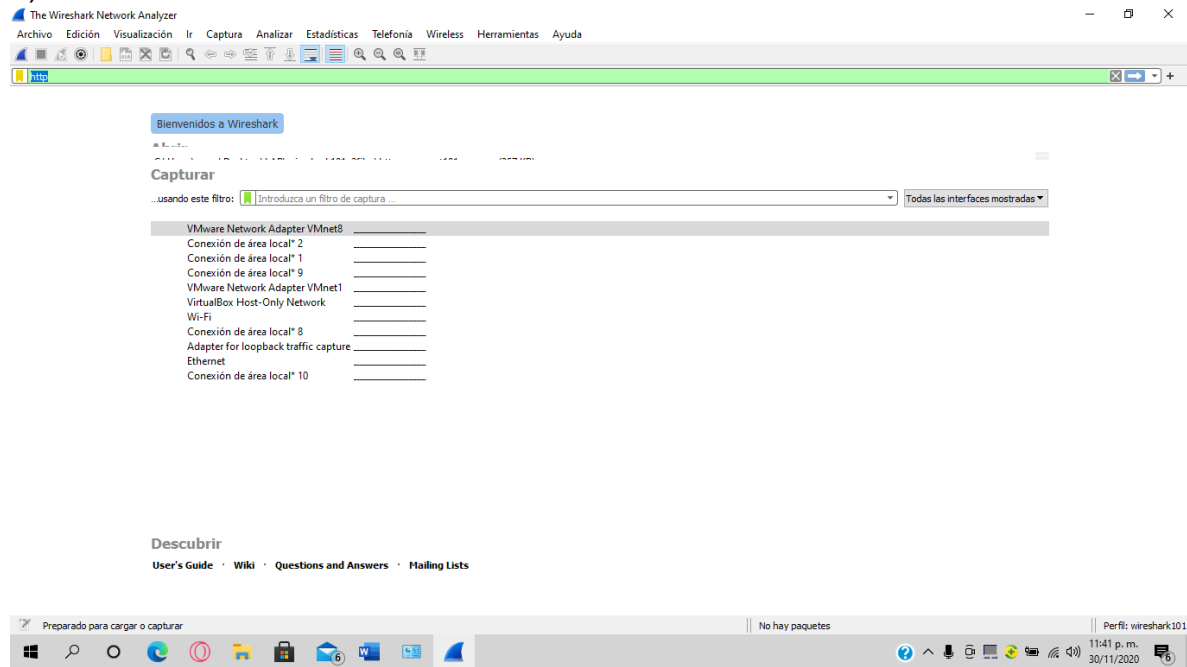 The Wireshark Network Analyzer
Archivo Edición Visualización Ir Captura Analizar Estadísticas Telefonía Wireless Herramientas Ayuda
http
Bienvenidos a Wireshark
Capturar
...usando este filtro: Introduzca un filtro de captura ... Todas las interfaces mostradas
VMware Network Adapter VMnet8
Conexión de área local* 2
Conexión de área local* 1
Conexión de área local* 9
VMware Network Adapter VMnet1
VirtualBox Host-Only Network
Wi-Fi
Conexión de área local* 8
Adapter for loopback traffic capture
Ethernet
Conexión de área local* 10
Descubrir
User's Guide · Wiki · Questions and Answers · Mailing Lists
Preparado para cargar o capturar No hay paquetes Perfil: wireshark101
6 11:41 p. m.
30/11/2020 6